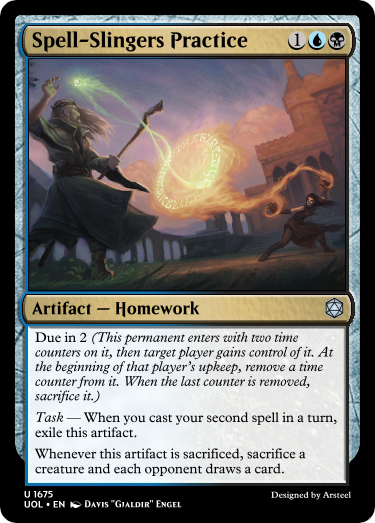 Spell-Slingers Practice 1
Artifact — Homework
Due in 2 (This permanent enters with two time
counters on it, then target player gains control of it. At
the beginning of that player's upkeep, remove a time
counter from it. When the last counter is removed,
sacrifice it.)
Task — When you cast your second spell in a turn,
exile this artifact.
Whenever this artifact is sacrificed, sacrifice a
creature and each opponent draws a card.
U 1675
UOL • EN Davis "Gjaldir" Engel
Designed by Arsteel